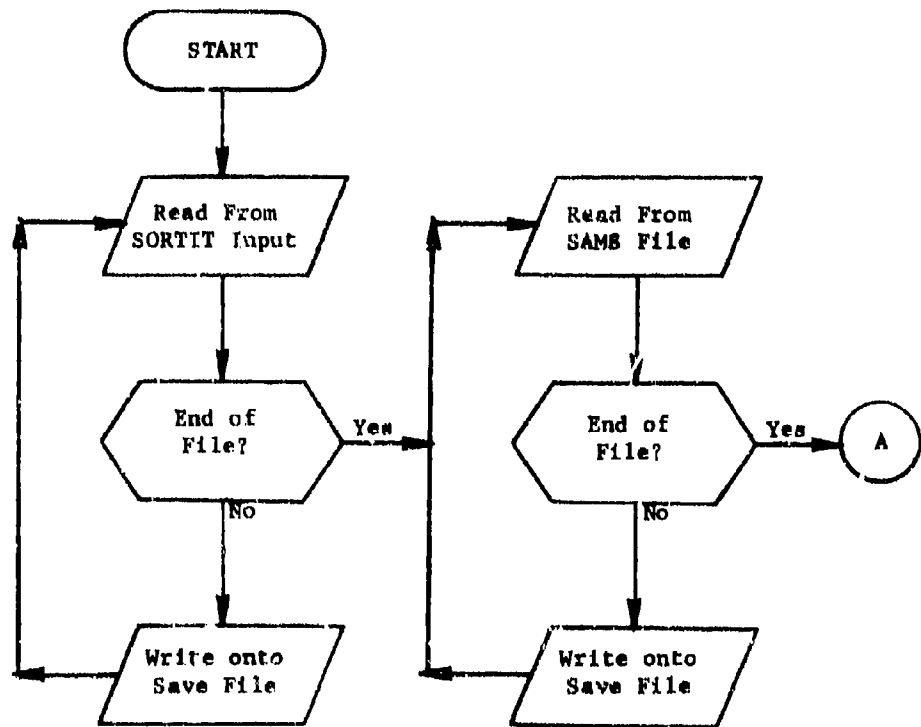 START
Read From
SORTIT Input
End of
File?
Yes
No
Write onto
Save File
Read From
SAMS File
End of
File?
Yes
No
Write onto
Save File
A